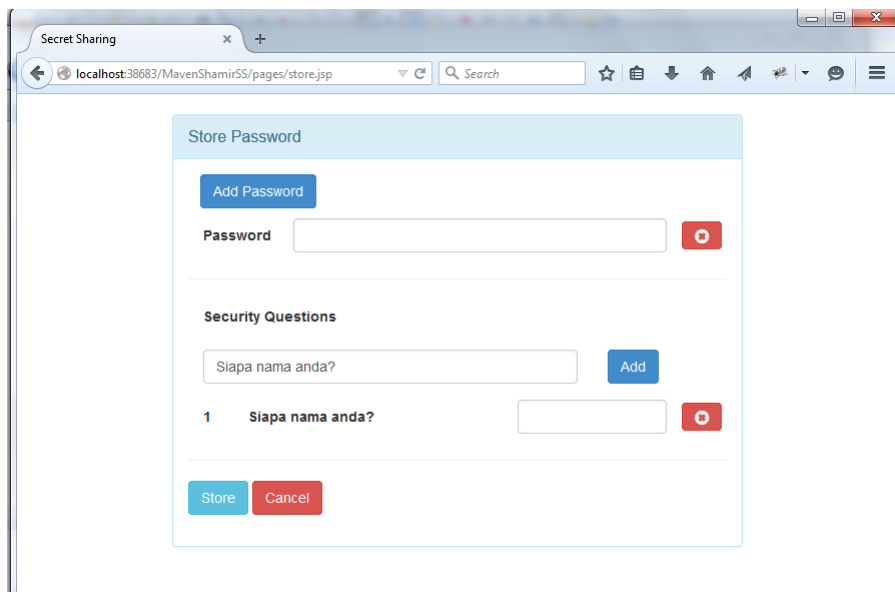 Secret Sharing
localhost:38683/MavenShamirSS/pages/store.jsp
Search
Store Password
Add Password
Password
Security Questions
Siapa nama anda?
Add
1 Siapa nama anda?
Store Cancel